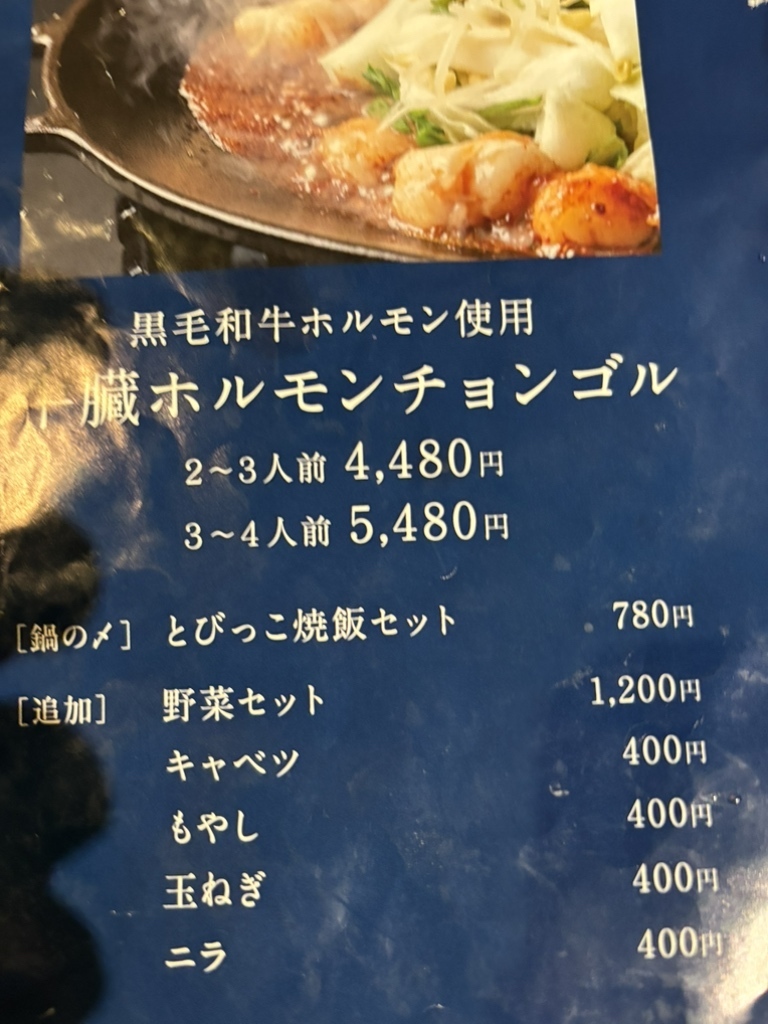 黒毛和牛ホルモン使用
臓ホルモンチョンゴル
2~3人前 4,480円
3~4人前 5,480円
[鍋の〆] とびっこ焼飯セット 780円
[追加] 野菜セット 1,200円
キャベツ 400円
もやし 400円
玉ねぎ 400円
ニラ 400円